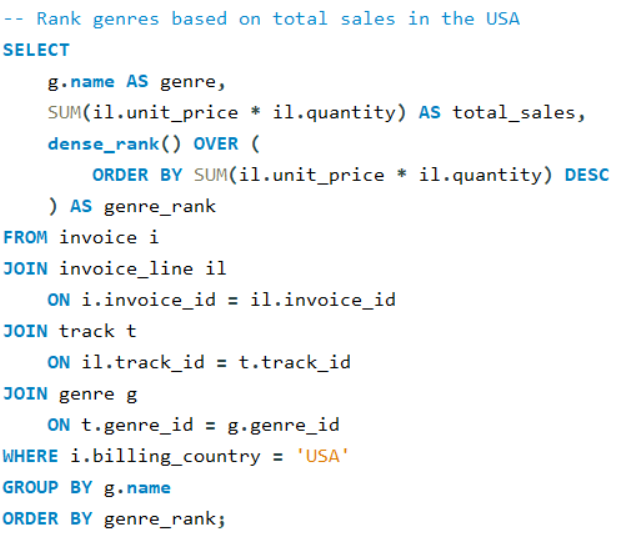 -- Rank genres based on total sales in the USA
SELECT
    g.name AS genre,
    SUM(il.unit_price * il.quantity) AS total_sales,
    dense_rank() OVER (
        ORDER BY SUM(il.unit_price * il.quantity) DESC
    ) AS genre_rank
FROM invoice i
JOIN invoice_line il
    ON i.invoice_id = il.invoice_id
JOIN track t
    ON il.track_id = t.track_id
JOIN genre g
    ON t.genre_id = g.genre_id
WHERE i.billing_country = 'USA'
GROUP BY g.name
ORDER BY genre_rank;